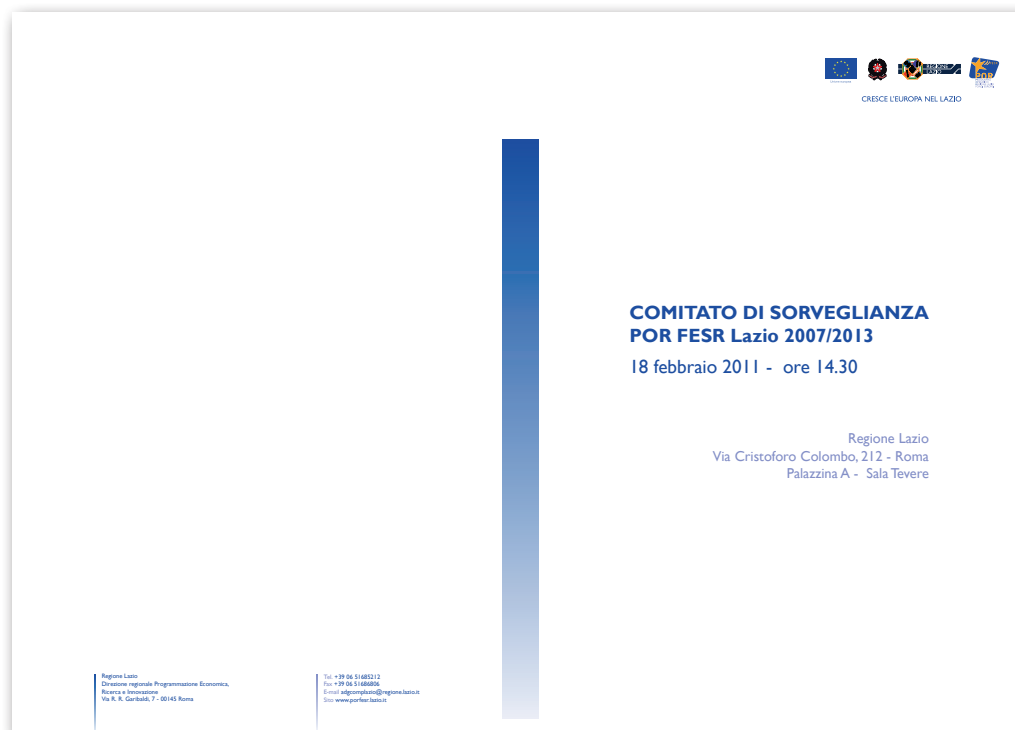 REGIONE
LAZIO
POR
CRESCE L'EUROPA NEL LAZIO
COMITATO DI SORVEGLIANZA
POR FESR Lazio 2007/2013
18 febbraio 2011 - ore 14.30
Regione Lazio
Via Cristoforo Colombo, 212 - Roma
Palazzina A - Sala Tevere
Regione Lazio
Direzione regionale Programmazione Economica,
Ricerca e Innovazione
Via R. R. Garibaldi, 7 - 00145 Roma
Tel. +39 06 51685212
Fax +39 06 51686806
E-mail adgcomplazio@regione.lazio.it
Sito www.porfesr.lazio.it